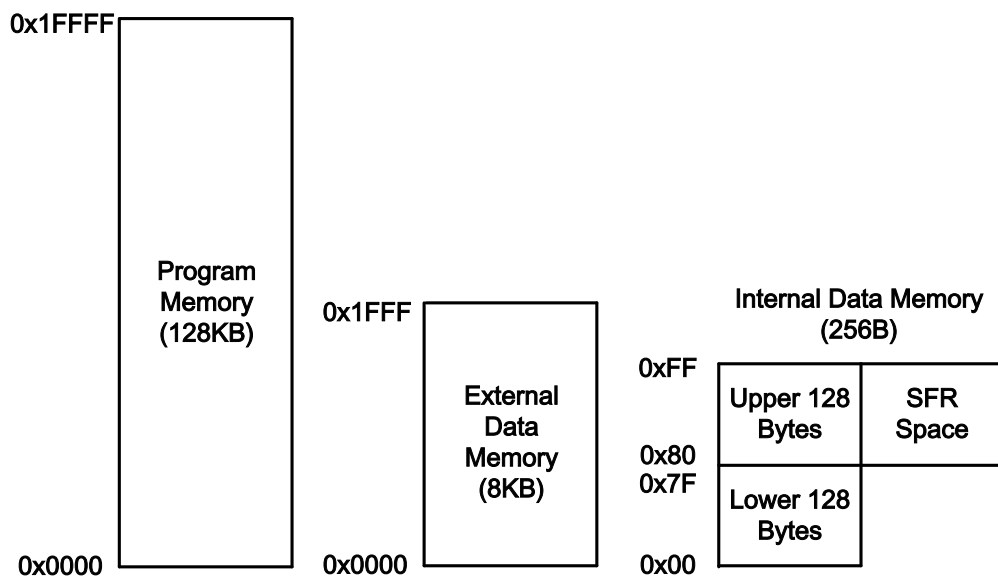 0x1FFFF
Program
Memory
(128KB)
0x0000
0x1FFF
External
Data
Memory
(8KB)
0x0000
Internal Data Memory
(256B)
0xFF
Upper 128
Bytes
SFR
Space
0x80
0x7F
Lower 128
Bytes
0x00